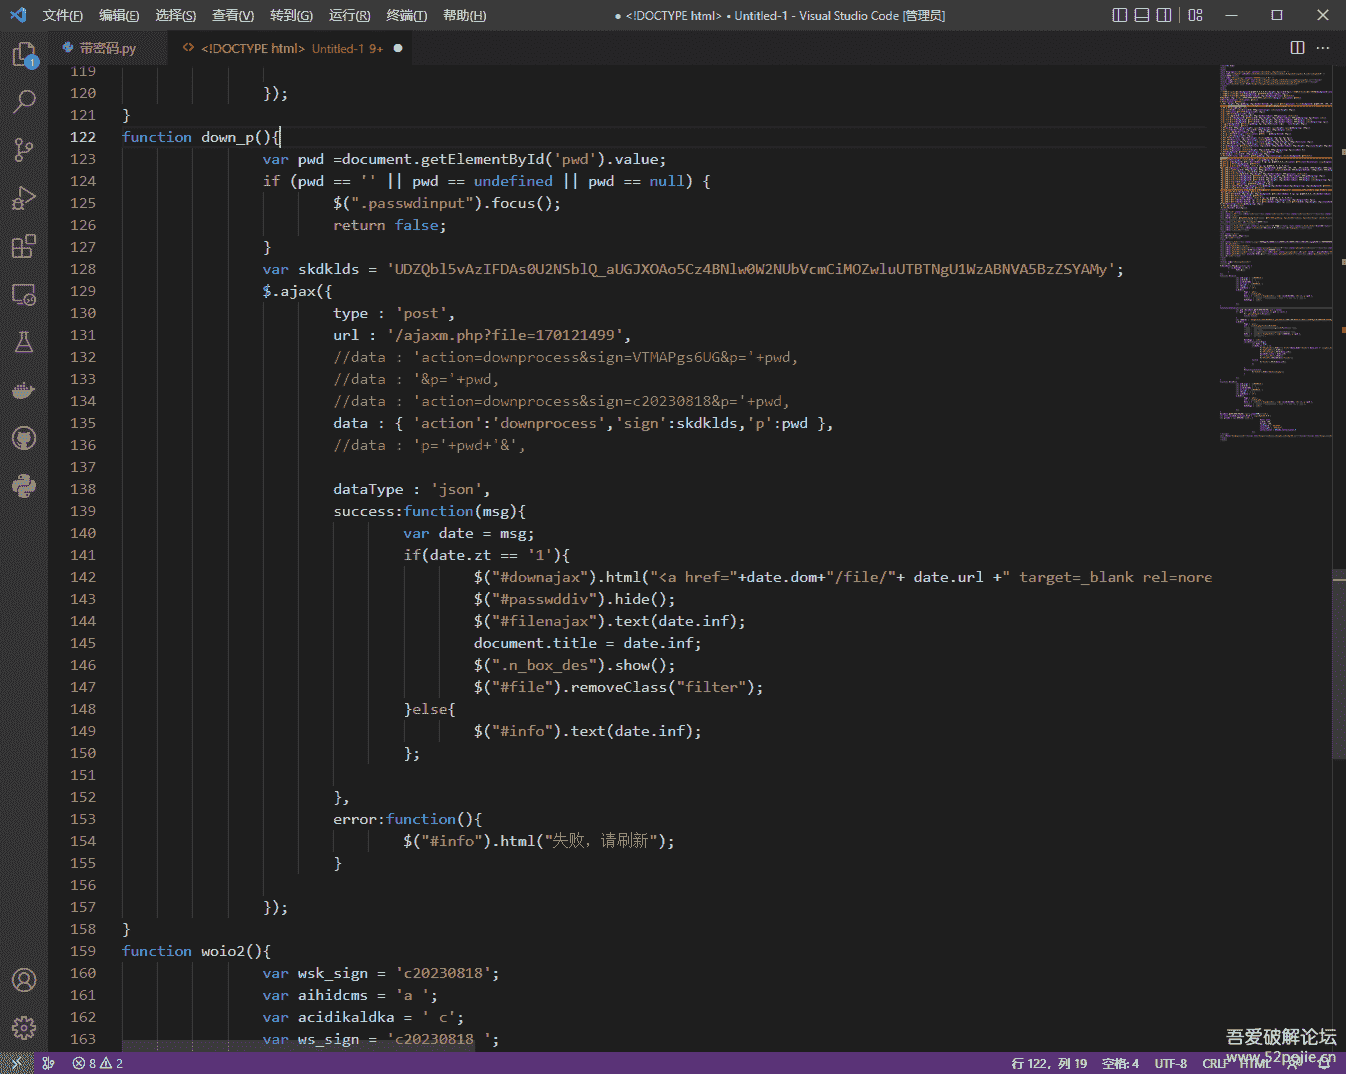 文件(F) 编辑(E) 选择(S) 查看(V) 转到(G) 运行(R) 终端(T) 帮助(H) ● <!DOCTYPE html> • Untitled-1 - Visual Studio Code [管理员]
1 带密码.py <!DOCTYPE html> Untitled-1 9+ ●
119
120 });
121 }
122 function down_p(){
123 var pwd =document.getElementById('pwd').value;
124 if (pwd == '' || pwd == undefined || pwd == null) {
125 $(".passwdinput").focus();
126 return false;
127 }
128 var skdklds = 'UDZQbl5vAzIFDAs0U2NSblQ_aUGJXOAo5Cz4BNlw0W2NUbVcmCiMOZwluUTBTNgU1WzABNVA5BzZSYAMy';
129 $.ajax({
130 type : 'post',
131 url : '/ajaxm.php?file=170121499',
132 //data : 'action=downprocess&sign=VTMAPgs6UG&p='+pwd,
133 //data : '&p='+pwd,
134 //data : 'action=downprocess&sign=c20230818&p='+pwd,
135 data : { 'action':'downprocess','sign':skdklds,'p':pwd },
136 //data : 'p='+pwd+'&',
137
138 dataType : 'json',
139 success:function(msg){
140 var date = msg;
141 if(date.zt == '1'){
142 $("#downajax").html("<a href="+date.dom+"/file/"+ date.url +" target=_blank rel=nore
143 $("#passwddiv").hide();
144 $("#filenajax").text(date.inf);
145 document.title = date.inf;
146 $(".n_box_des").show();
147 $("#file").removeClass("filter");
148 }else{
149 $("#info").text(date.inf);
150 };
151
152 },
153 error:function(){
154 $("#info").html("失败，请刷新");
155 }
156
157 });
158 }
159 function woio2(){
160 var wsk_sign = 'c20230818';
161 var aihidcms = 'a ';
162 var acidikaldka = ' c';
163 var ws_sign = 'c20230818 ';
吾爱破解论坛
www.52pojie.cn
8 2 行 122，列 19 空格: 4 UTF-8 CRLF HTML